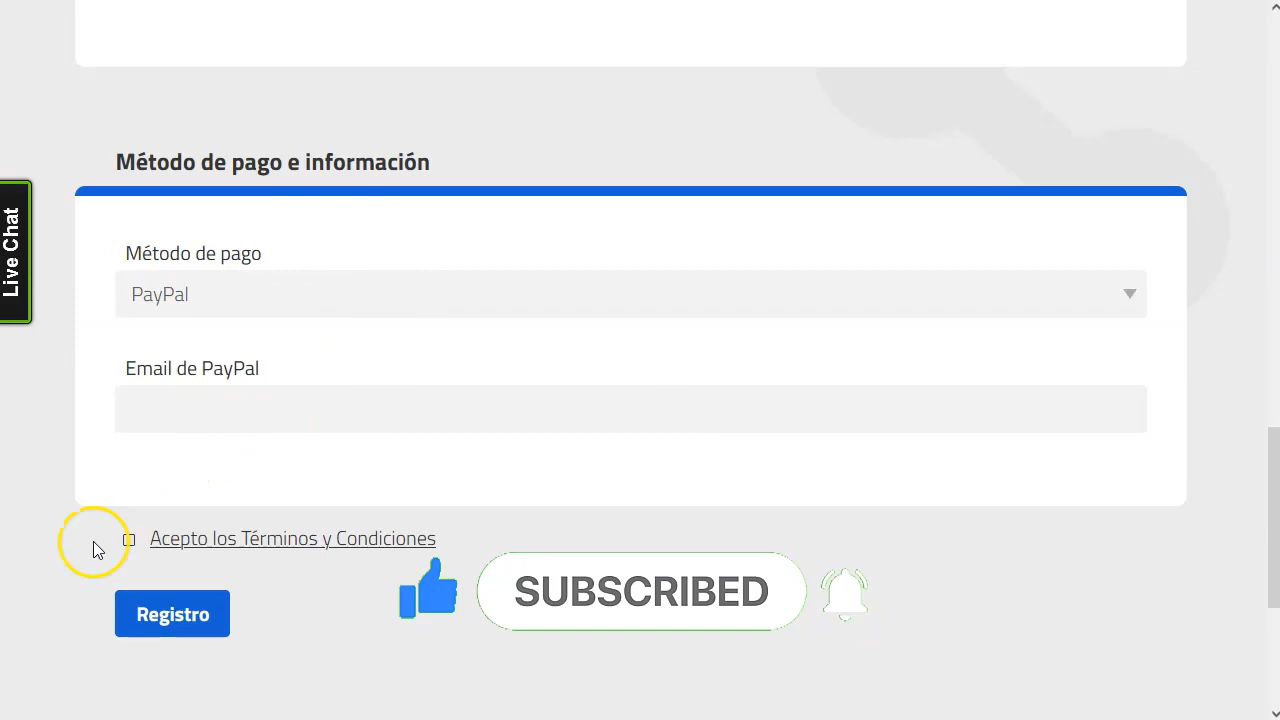 Método de pago e información
Live Chat
Método de pago
PayPal
Email de PayPal
Acepto los Términos y Condiciones
SUBSCRIBED
Registro